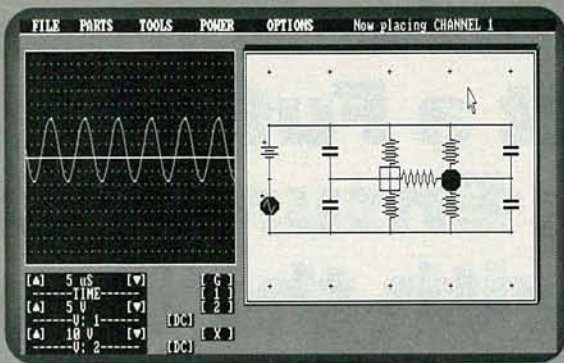 FILE PARTS TOOLS POWER OPTIONS Now placing CHANNEL 1
[▲] 5 uS [▼] [ G ]
------TIME------ [ 1 ]
[▲] 5 V [▼] [ 2 ]
------V: 1------ [DC]
[▲] 10 V [▼] [ X ]
------V: 2------ [DC]